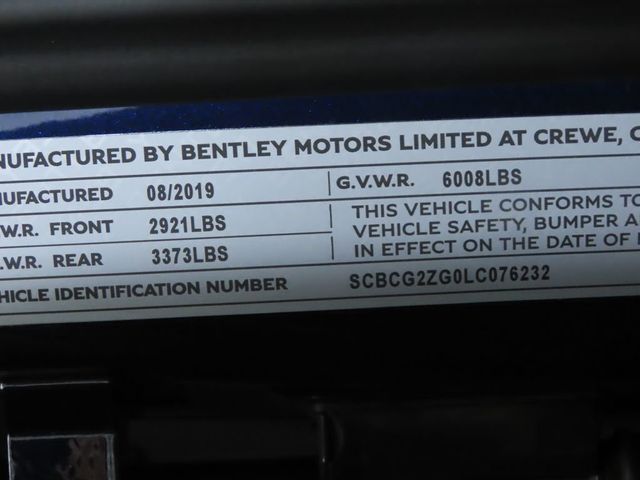 NUFACTURED BY BENTLEY MOTORS LIMITED AT CREWE, C
NUFACTURED 08/2019 G.V.W.R. 6008LBS
.W.R. FRONT 2921LBS THIS VEHICLE CONFORMS TO
.W.R. REAR 3373LBS VEHICLE SAFETY, BUMPER A
IN EFFECT ON THE DATE OF
HICLE IDENTIFICATION NUMBER SCBCG2ZG0LC076232